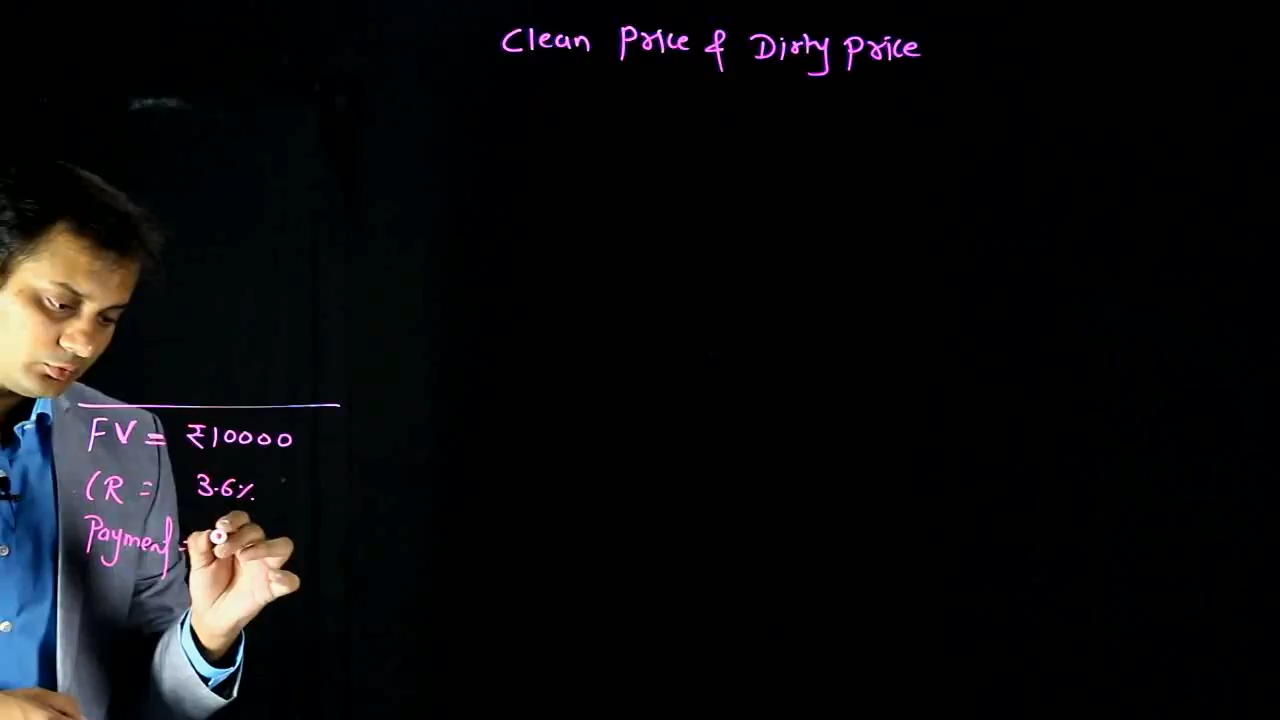 Clean Price & Dirty Price
FV = ₹10000
CR = 3.6%
Payment =